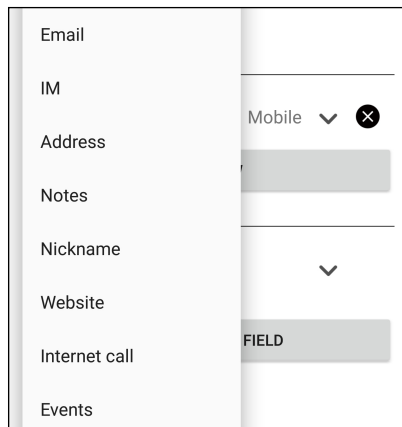 Email
IM
Mobile
Address
Notes
Nickname
Website
Internet call
FIELD
Events